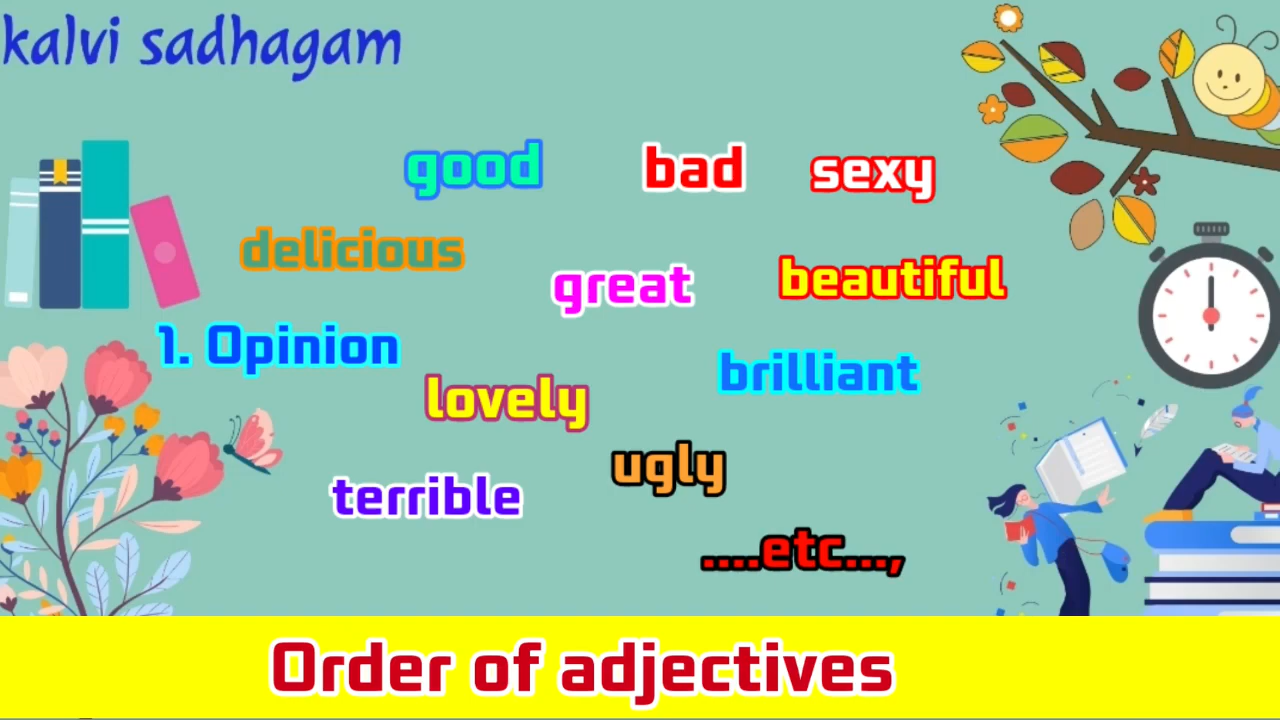 kalvi sadhagam
good bad sexy
delicious
great beautiful
1. Opinion
lovely brilliant
ugly
terrible
....etc...,
Order of adjectives